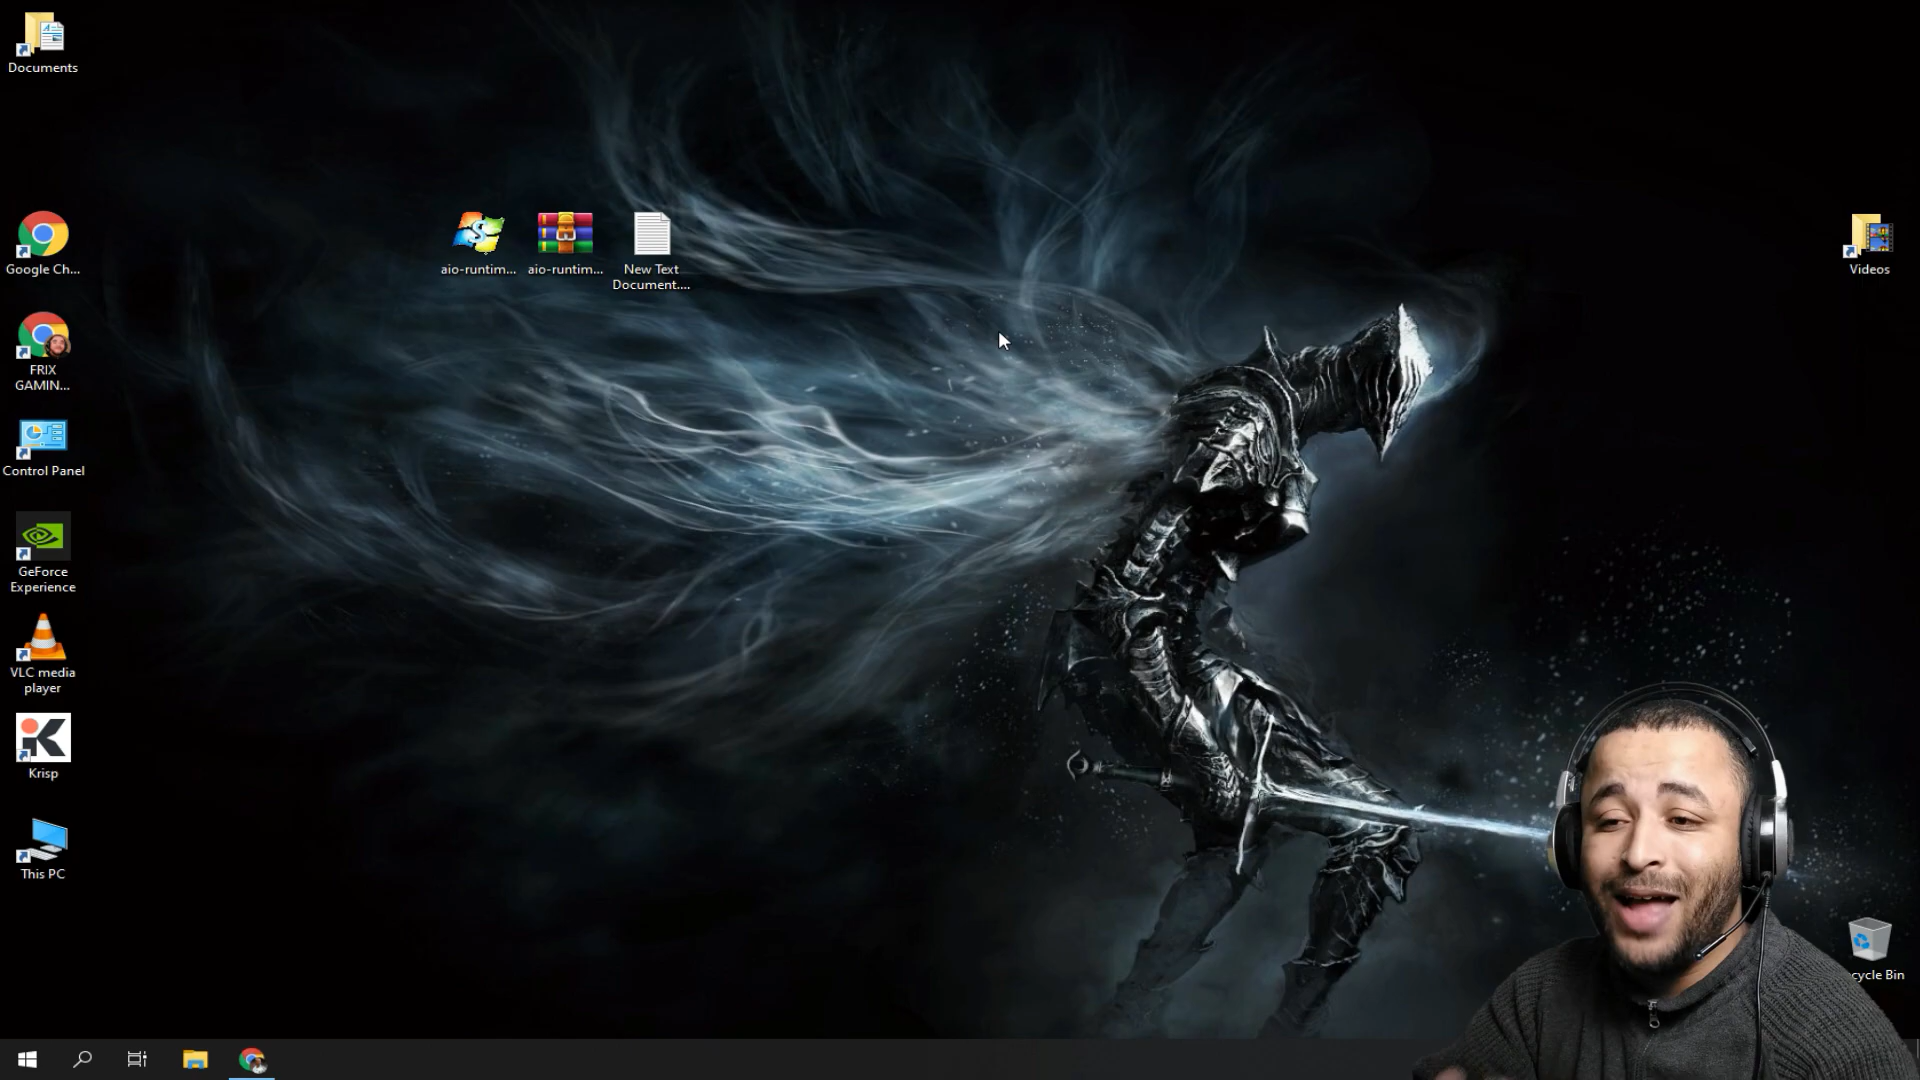 Documents
Google Ch...
FRIX
GAMIN...
Control Panel
GeForce
Experience
VLC media
player
Krisp
This PC
aio-runtim...
aio-runtim...
New Text
Document....
Videos
cycle Bin